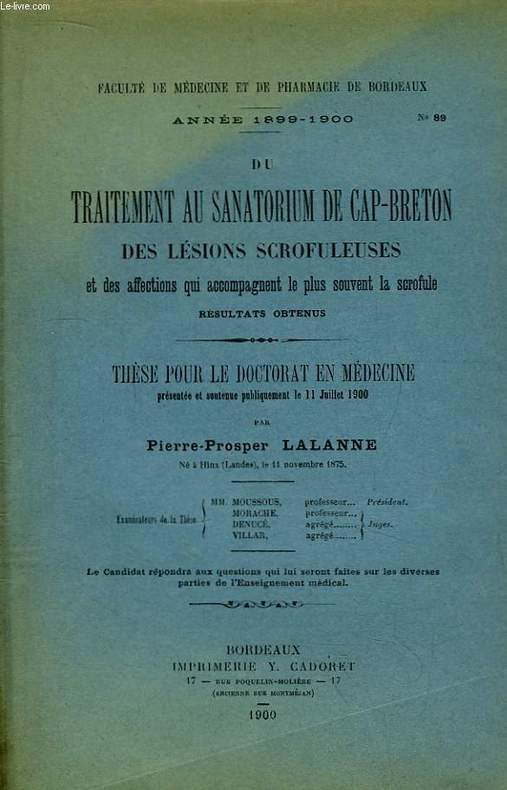 Le-livre.com
FACULTÉ DE MÉDECINE ET DE PHARMACIE DE BORDEAUX
ANNÉE 1899-1900 No 89
DU
TRAITEMENT AU SANATORIUM DE CAP-BRETON
DES LÉSIONS SCROFULEUSES
et des affections qui accompagnent le plus souvent la scrofule
RESULTATS OBTENUS
THÈSE POUR LE DOCTORAT EN MÉDECINE
présentée et soutenue publiquement le 11 Juillet 1900
PAR
Pierre-Prosper LALANNE
Né à Hinx (Landes), le 11 novembre 1875.
MM. MOUSSOUS, professeur... Président.
MORACHE, professeur...
Examinateurs de la Thèse
DENUCÉ, agrégé........ Juges.
VILLAR, agrégé........
Le Candidat répondra aux questions qui lui seront faites sur les diverses
parties de l'Enseignement médical.
BORDEAUX
IMPRIMERIE Y. CADORET
17 — RUE POQUELIN-MOLIÈRE — 17
(ANCIENNE RUE MONTMÉJAN)
1900